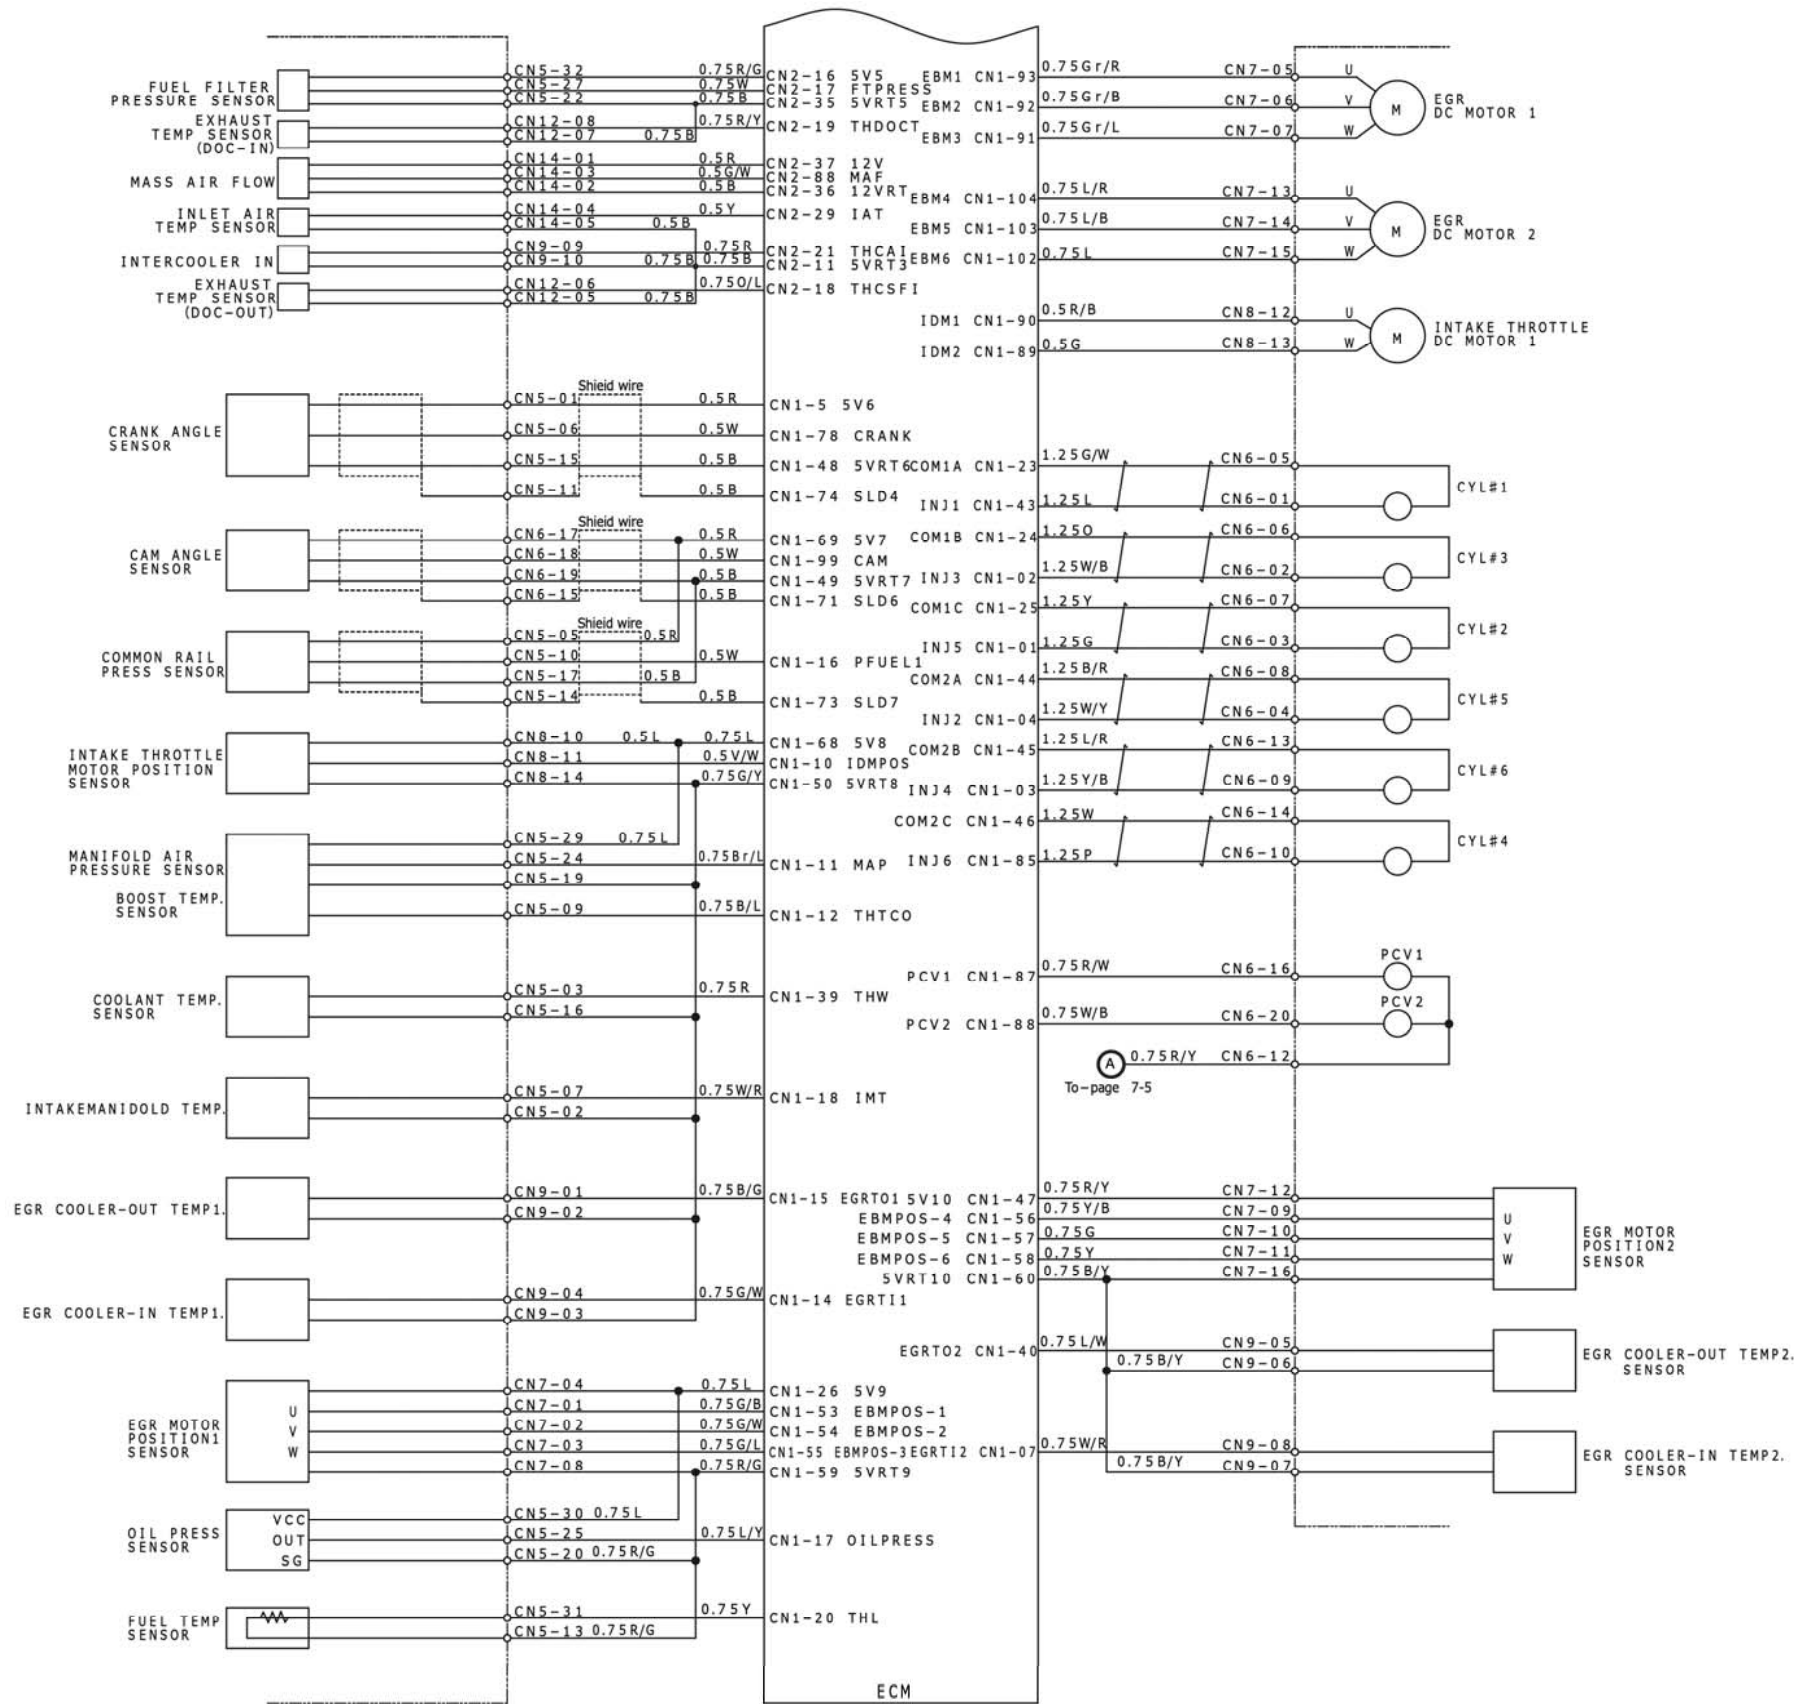 FUEL FILTER
PRESSURE SENSOR
CN5-32 0.75R/G CN2-16 5V5
CN5-27 0.75W CN2-17 FTPRESS
CN5-22 0.75B CN2-35 5VRT5
EXHAUST
TEMP SENSOR
(DOC-IN)
CN12-08 0.75R/Y CN2-19 THDOCT
CN12-07 0.75B
MASS AIR FLOW
CN14-01 0.5R CN2-37 12V
CN14-03 0.5G/W CN2-88 MAF
CN14-02 0.5B CN2-36 12VRT
INLET AIR
TEMP SENSOR
CN14-04 0.5Y CN2-29 IAT
CN14-05 0.5B
INTERCOOLER IN
CN9-09 0.75R CN2-21 THCAI
CN9-10 0.75B 0.75B CN2-11 5VRT3
EXHAUST
TEMP SENSOR
(DOC-OUT)
CN12-06 0.75O/L CN2-18 THCSFI
CN12-05 0.75B
CRANK ANGLE
SENSOR
Shield wire
CN5-01 0.5R CN1-5 5V6
CN5-06 0.5W CN1-78 CRANK
CN5-15 0.5B CN1-48 5VRT6
CN5-11 0.5B CN1-74 SLD4
CAM ANGLE
SENSOR
Shield wire
CN6-17 0.5R CN1-69 5V7
CN6-18 0.5W CN1-99 CAM
CN6-19 0.5B CN1-49 5VRT7
CN6-15 0.5B CN1-71 SLD6
COMMON RAIL
PRESS SENSOR
Shield wire
CN5-05 0.5R
CN5-10 0.5W CN1-16 PFUEL1
CN5-17 0.5B
CN5-14 0.5B CN1-73 SLD7
INTAKE THROTTLE
MOTOR POSITION
SENSOR
CN8-10 0.5L 0.75L CN1-68 5V8
CN8-11 0.5V/W CN1-10 IDMPOS
CN8-14 0.75G/Y CN1-50 5VRT8
MANIFOLD AIR
PRESSURE SENSOR
BOOST TEMP.
SENSOR
CN5-29 0.75L
CN5-24 0.75Br/L CN1-11 MAP
CN5-19
CN5-09 0.75B/L CN1-12 THTCO
COOLANT TEMP.
SENSOR
CN5-03 0.75R CN1-39 THW
CN5-16
INTAKEMANIDOLD TEMP.
CN5-07 0.75W/R CN1-18 IMT
CN5-02
EGR COOLER-OUT TEMP1.
CN9-01 0.75B/G CN1-15 EGRTO1
CN9-02
EGR COOLER-IN TEMP1.
CN9-04 0.75G/W CN1-14 EGRTI1
CN9-03
EGR MOTOR
POSITION1
SENSOR
CN7-04 0.75L CN1-26 5V9
U CN7-01 0.75G/B CN1-53 EBMPOS-1
V CN7-02 0.75G/W CN1-54 EBMPOS-2
W CN7-03 0.75G/L CN1-55 EBMPOS-3
CN7-08 0.75R/G CN1-59 5VRT9
OIL PRESS
SENSOR
VCC CN5-30 0.75L
OUT CN5-25 0.75L/Y CN1-17 OILPRESS
SG CN5-20 0.75R/G
FUEL TEMP
SENSOR
CN5-31 0.75Y CN1-20 THL
CN5-13 0.75R/G
ECM
EBM1 CN1-93 0.75Gr/R CN7-05 U
EBM2 CN1-92 0.75Gr/B CN7-06 V
EBM3 CN1-91 0.75Gr/L CN7-07 W
M
EGR
DC MOTOR 1
EBM4 CN1-104 0.75L/R CN7-13 U
EBM5 CN1-103 0.75L/B CN7-14 V
EBM6 CN1-102 0.75L CN7-15 W
M
EGR
DC MOTOR 2
IDM1 CN1-90 0.5R/B CN8-12 U
IDM2 CN1-89 0.5G CN8-13 W
M
INTAKE THROTTLE
DC MOTOR 1
COM1A CN1-23 1.25G/W CN6-05
INJ1 CN1-43 1.25L CN6-01
CYL#1
COM1B CN1-24 1.25O CN6-06
INJ3 CN1-02 1.25W/B CN6-02
CYL#3
COM1C CN1-25 1.25Y CN6-07
INJ5 CN1-01 1.25G CN6-03
CYL#2
COM2A CN1-44 1.25B/R CN6-08
INJ2 CN1-04 1.25W/Y CN6-04
CYL#5
COM2B CN1-45 1.25L/R CN6-13
INJ4 CN1-03 1.25Y/B CN6-09
CYL#6
COM2C CN1-46 1.25W CN6-14
INJ6 CN1-85 1.25P CN6-10
CYL#4
PCV1 CN1-87 0.75R/W CN6-16 PCV1
PCV2 CN1-88 0.75W/B CN6-20 PCV2
A 0.75R/Y CN6-12
To-page 7-5
5V10 CN1-47 0.75R/Y CN7-12
EBMPOS-4 CN1-56 0.75Y/B CN7-09 U
EBMPOS-5 CN1-57 0.75G CN7-10 V
EBMPOS-6 CN1-58 0.75Y CN7-11 W
5VRT10 CN1-60 0.75B/Y CN7-16
EGR MOTOR
POSITION2
SENSOR
EGRTO2 CN1-40 0.75L/W CN9-05
0.75B/Y CN9-06
EGR COOLER-OUT TEMP2.
SENSOR
EGRTI2 CN1-07 0.75W/R CN9-08
0.75B/Y CN9-07
EGR COOLER-IN TEMP2.
SENSOR